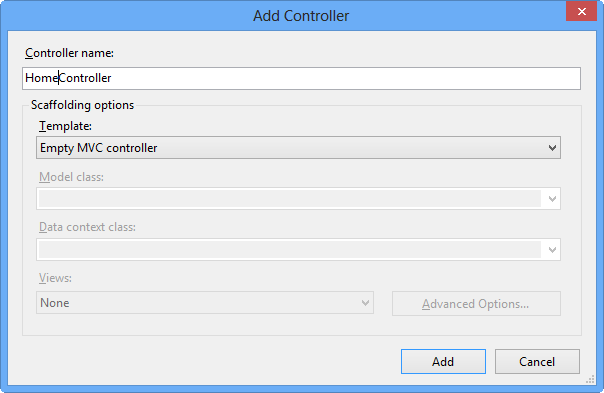 Add Controller
Controller name:
HomeController
Scaffolding options
Template:
Empty MVC controller
Model class:
Data context class:
Views:
None
Advanced Options...
Add
Cancel